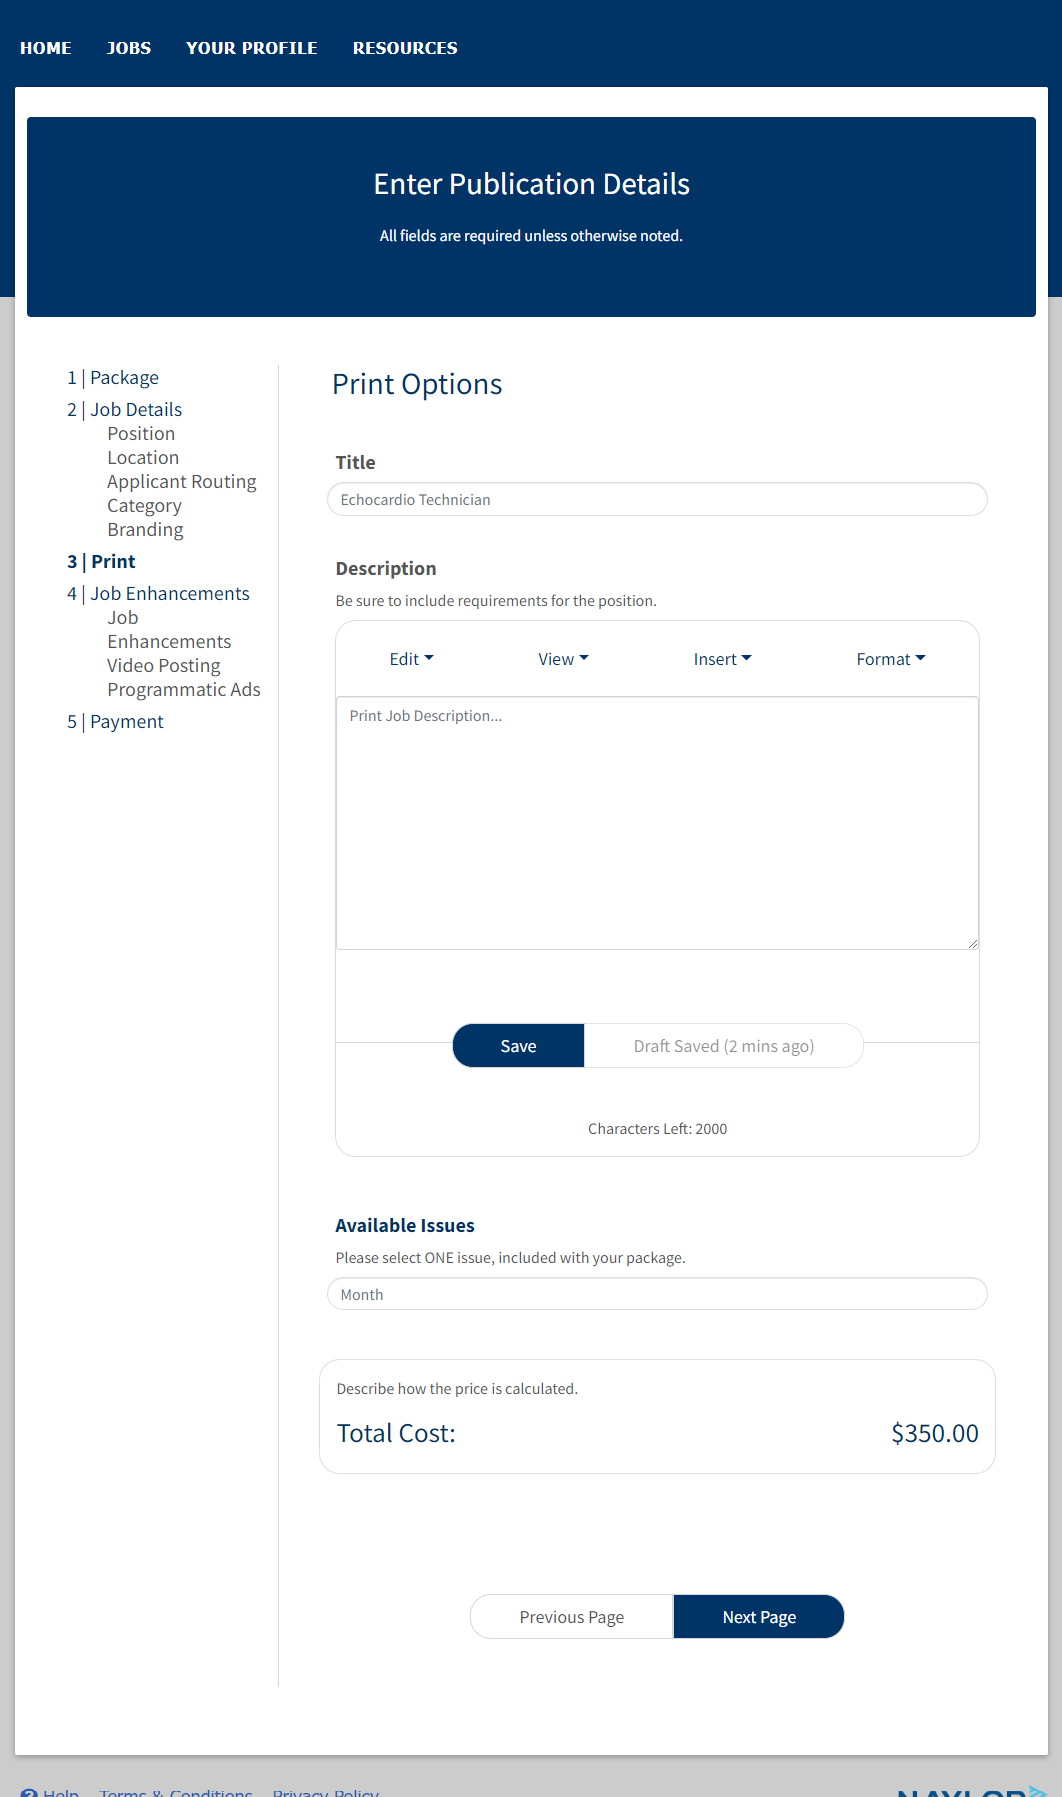 HOME JOBS YOUR PROFILE RESOURCES
Enter Publication Details
All fields are required unless otherwise noted.
1 | Package
2 | Job Details
Position
Location
Applicant Routing
Category
Branding
3 | Print
4 | Job Enhancements
Job
Enhancements
Video Posting
Programmatic Ads
5 | Payment
Print Options
Title
Echocardio Technician
Description
Be sure to include requirements for the position.
Edit View Insert Format
Print Job Description...
Save Draft Saved (2 mins ago)
Characters Left: 2000
Available Issues
Please select ONE issue, included with your package.
Month
Describe how the price is calculated.
Total Cost: $350.00
Previous Page Next Page
Help Terms & Conditions Privacy Policy NAYLOR